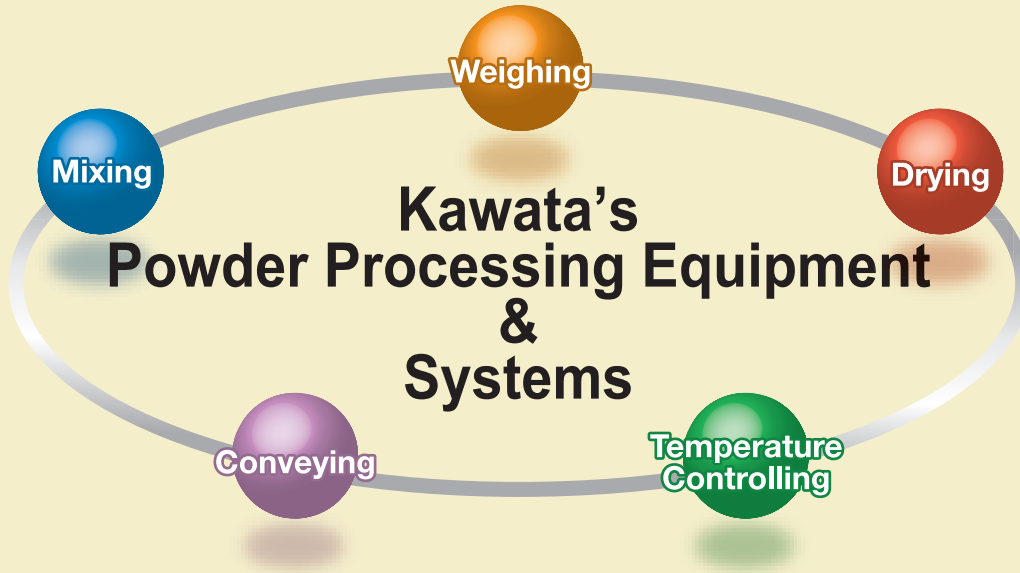 Weighing
Mixing
Drying
Kawata’s
Powder Processing Equipment
&
Systems
Conveying
Temperature
Controlling